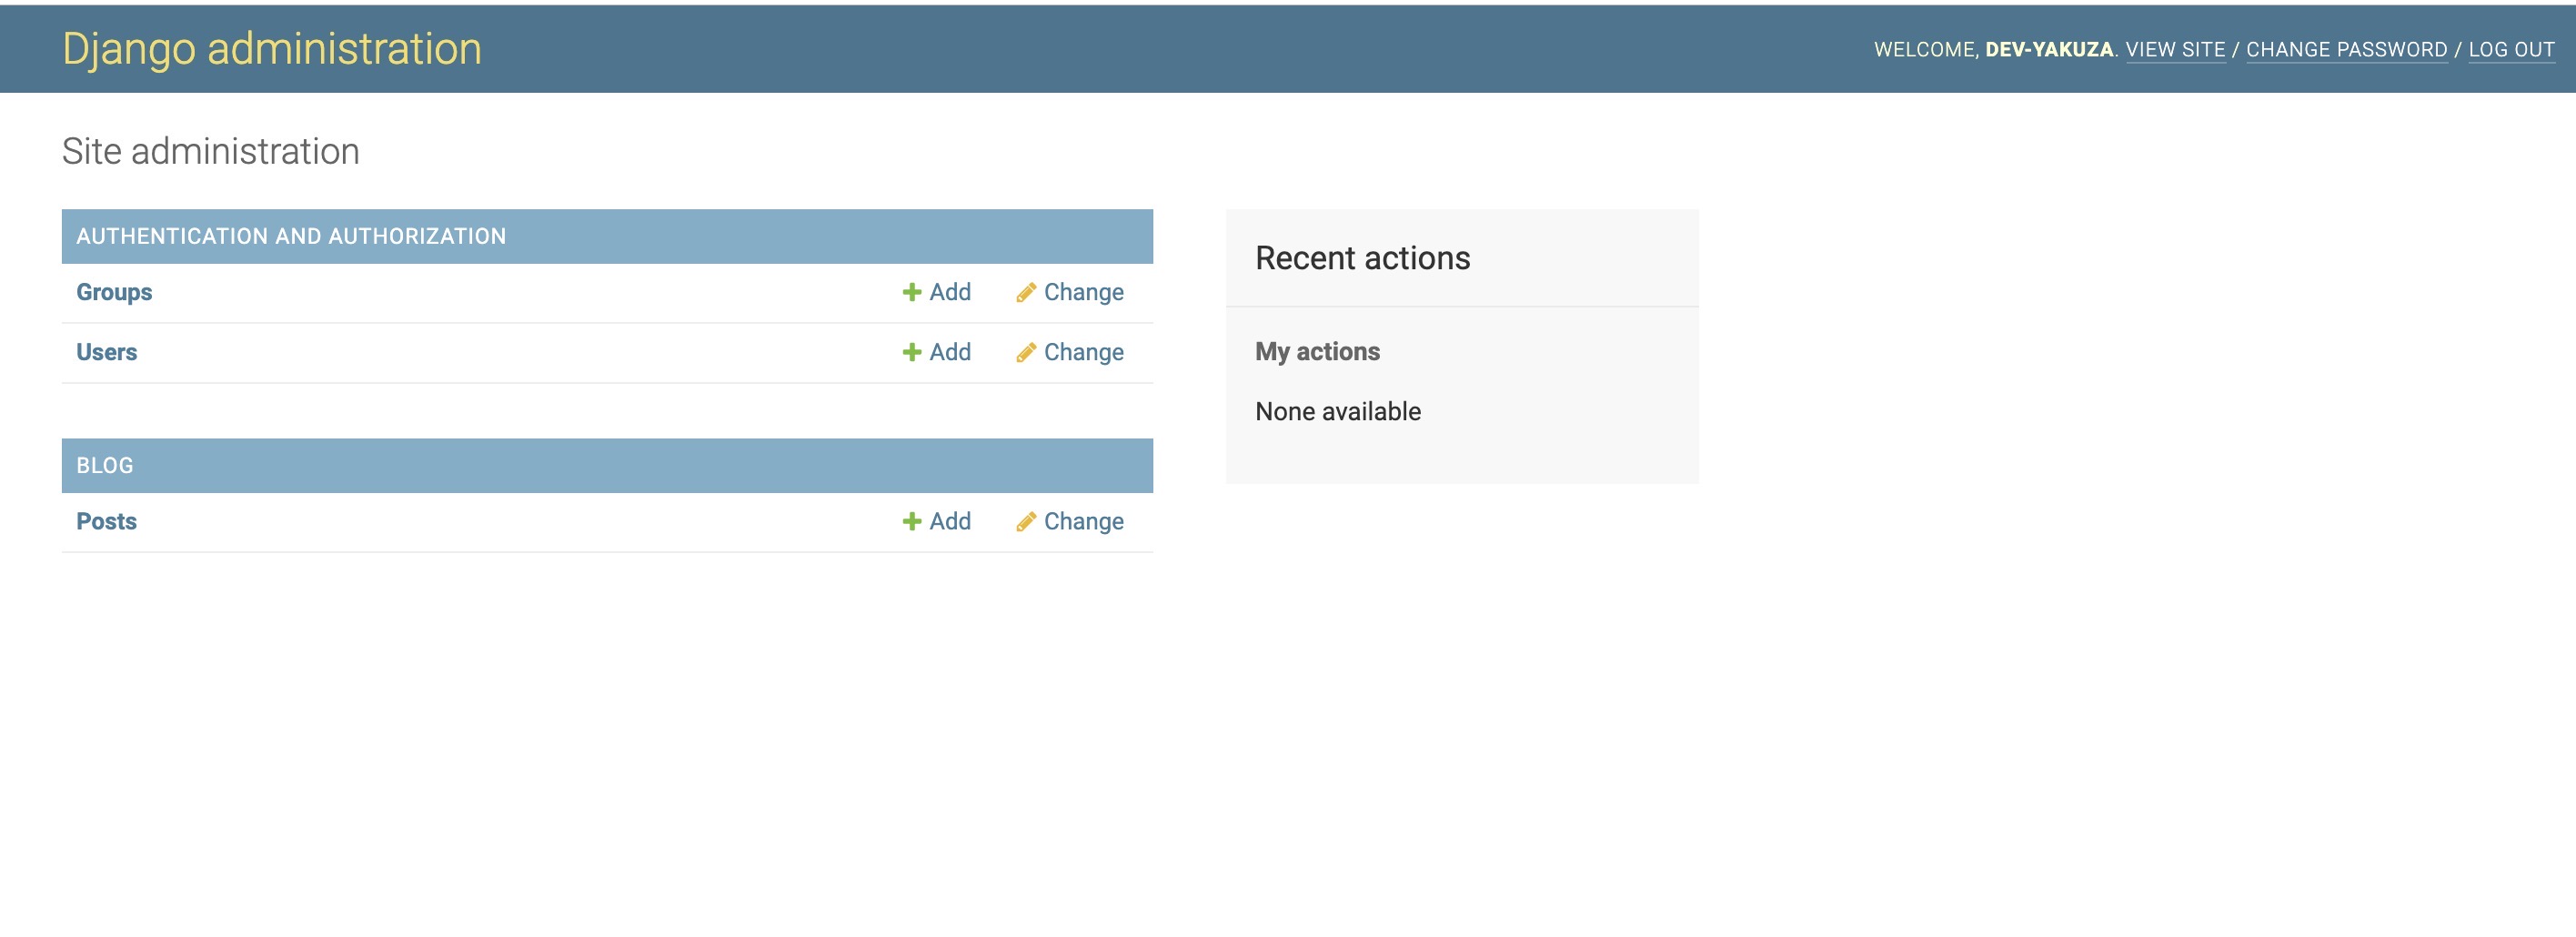 Django administration
WELCOME, DEV-YAKUZA. VIEW SITE / CHANGE PASSWORD / LOG OUT
Site administration
AUTHENTICATION AND AUTHORIZATION
Groups Add Change
Users Add Change
BLOG
Posts Add Change
Recent actions
My actions
None available